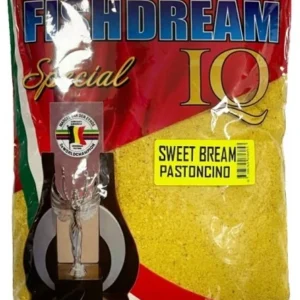 FISHDREAM
Special
IQ
SWEET BREAM
PASTONCINO